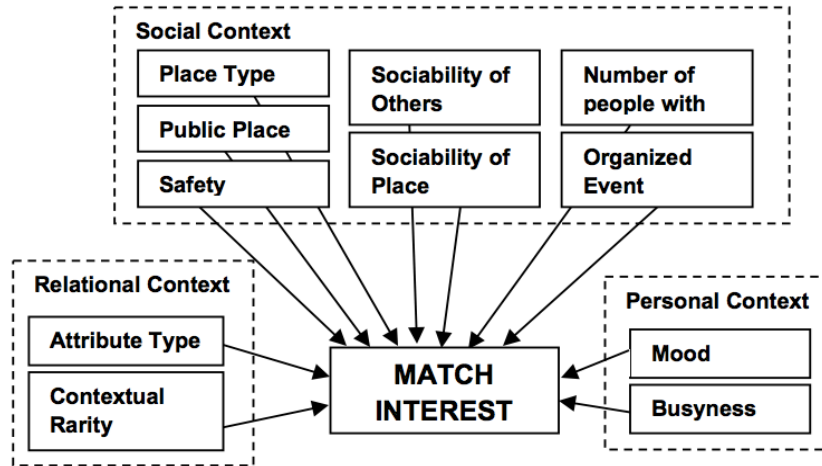 Social Context
Place Type
Public Place
Safety
Sociability of
Others
Sociability of
Place
Number of
people with
Organized
Event
Relational Context
Attribute Type
Contextual
Rarity
MATCH
INTEREST
Personal Context
Mood
Busyness